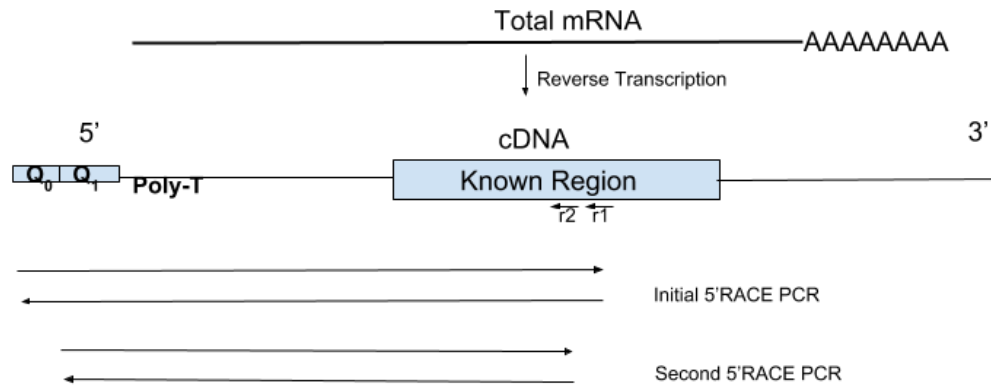 Total mRNA
AAAAAAAA
Reverse Transcription
5’
cDNA
3’
Q0 Q1
Poly-T
Known Region
r2 r1
Initial 5’RACE PCR
Second 5’RACE PCR